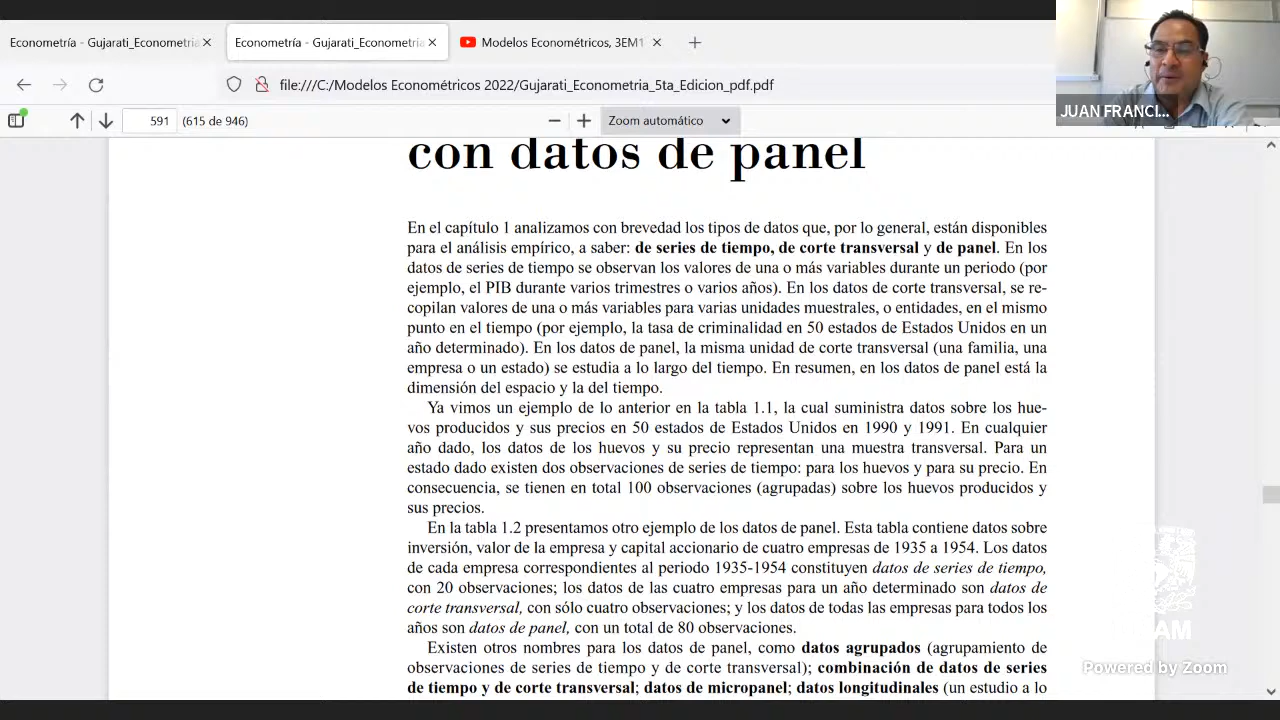 Econometría - Gujarati_Econometria
Econometría - Gujarati_Econometria
Modelos Econométricos, 3EM1
file:///C:/Modelos Econométricos 2022/Gujarati_Econometria_5ta_Edicion_pdf.pdf
JUAN FRANCI...
591 (615 de 946)
Zoom automático
con datos de panel
En el capítulo 1 analizamos con brevedad los tipos de datos que, por lo general, están disponibles
para el análisis empírico, a saber: de series de tiempo, de corte transversal y de panel. En los
datos de series de tiempo se observan los valores de una o más variables durante un periodo (por
ejemplo, el PIB durante varios trimestres o varios años). En los datos de corte transversal, se re-
copilan valores de una o más variables para varias unidades muestrales, o entidades, en el mismo
punto en el tiempo (por ejemplo, la tasa de criminalidad en 50 estados de Estados Unidos en un
año determinado). En los datos de panel, la misma unidad de corte transversal (una familia, una
empresa o un estado) se estudia a lo largo del tiempo. En resumen, en los datos de panel está la
dimensión del espacio y la del tiempo.
Ya vimos un ejemplo de lo anterior en la tabla 1.1, la cual suministra datos sobre los hue-
vos producidos y sus precios en 50 estados de Estados Unidos en 1990 y 1991. En cualquier
año dado, los datos de los huevos y su precio representan una muestra transversal. Para un
estado dado existen dos observaciones de series de tiempo: para los huevos y para su precio. En
consecuencia, se tienen en total 100 observaciones (agrupadas) sobre los huevos producidos y
sus precios.
En la tabla 1.2 presentamos otro ejemplo de los datos de panel. Esta tabla contiene datos sobre
inversión, valor de la empresa y capital accionario de cuatro empresas de 1935 a 1954. Los datos
de cada empresa correspondientes al periodo 1935-1954 constituyen datos de series de tiempo,
con 20 observaciones; los datos de las cuatro empresas para un año determinado son datos de
corte transversal, con sólo cuatro observaciones; y los datos de todas las empresas para todos los
años son datos de panel, con un total de 80 observaciones.
Existen otros nombres para los datos de panel, como datos agrupados (agrupamiento de
observaciones de series de tiempo y de corte transversal); combinación de datos de series
de tiempo y de corte transversal; datos de micropanel; datos longitudinales (un estudio a lo
Powered by Zoom